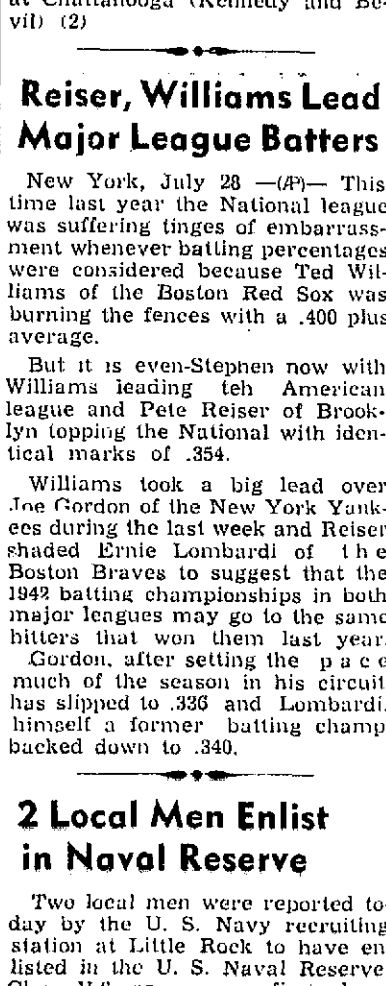 at Chattanooga (Kennedy and Be-
vil) (2)
Reiser, Williams Lead
Major League Batters
New York, July 28 —(AP)— This
time last year the National league
was suffering tinges of embarrass-
ment whenever batting percentages
were considered because Ted Wil-
liams of the Boston Red Sox was
burning the fences with a .400 plus
average.
But it is even-Stephen now with
Williams leading teh American
league and Pete Reiser of Brook-
lyn topping the National with iden-
tical marks of .354.
Williams took a big lead over
Joe Gordon of the New York Yank-
ees during the last week and Reiser
shaded Ernie Lombardi of the
Boston Braves to suggest that the
1942 batting championships in both
major leagues may go to the same
hitters that won them last year.
Gordon, after setting the pace
much of the season in his circuit
has slipped to .336 and Lombardi,
himself a former batting champ
backed down to .340.
2 Local Men Enlist
in Naval Reserve
Two local men were reported to-
day by the U. S. Navy recruiting
station at Little Rock to have en
listed in the U. S. Naval Reserve